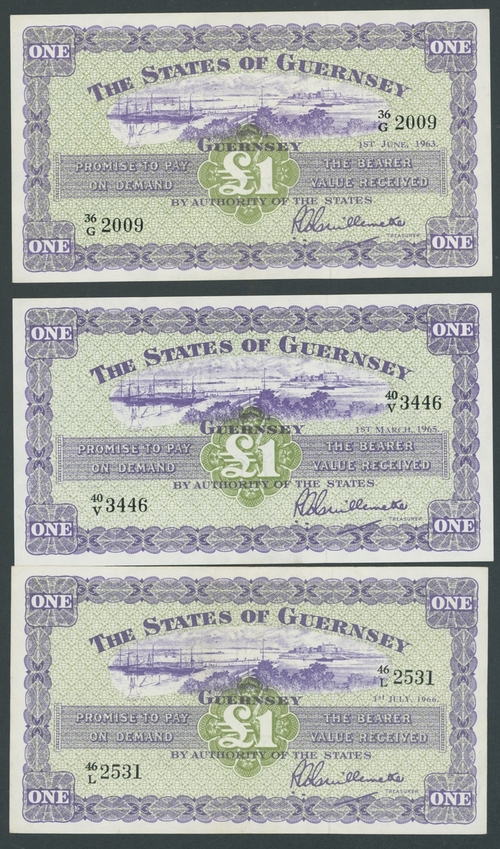 ONE ONE
THE STATES OF GUERNSEY
36
G 2009
1ST JUNE, 1963.
GUERNSEY
PROMISE TO PAY £1 THE BEARER
ON DEMAND VALUE RECEIVED
BY AUTHORITY OF THE STATES
36
G 2009
TREASURER.
ONE ONE
ONE ONE
THE STATES OF GUERNSEY
40
V 3446
1ST MARCH, 1965.
GUERNSEY
PROMISE TO PAY £1 THE BEARER
ON DEMAND VALUE RECEIVED
BY AUTHORITY OF THE STATES
40
V 3446
TREASURER.
ONE ONE
ONE ONE
THE STATES OF GUERNSEY
46
L 2531
1ST JULY, 1966.
GUERNSEY
PROMISE TO PAY £1 THE BEARER
ON DEMAND VALUE RECEIVED
BY AUTHORITY OF THE STATES
46
L 2531
TREASURER.
ONE ONE